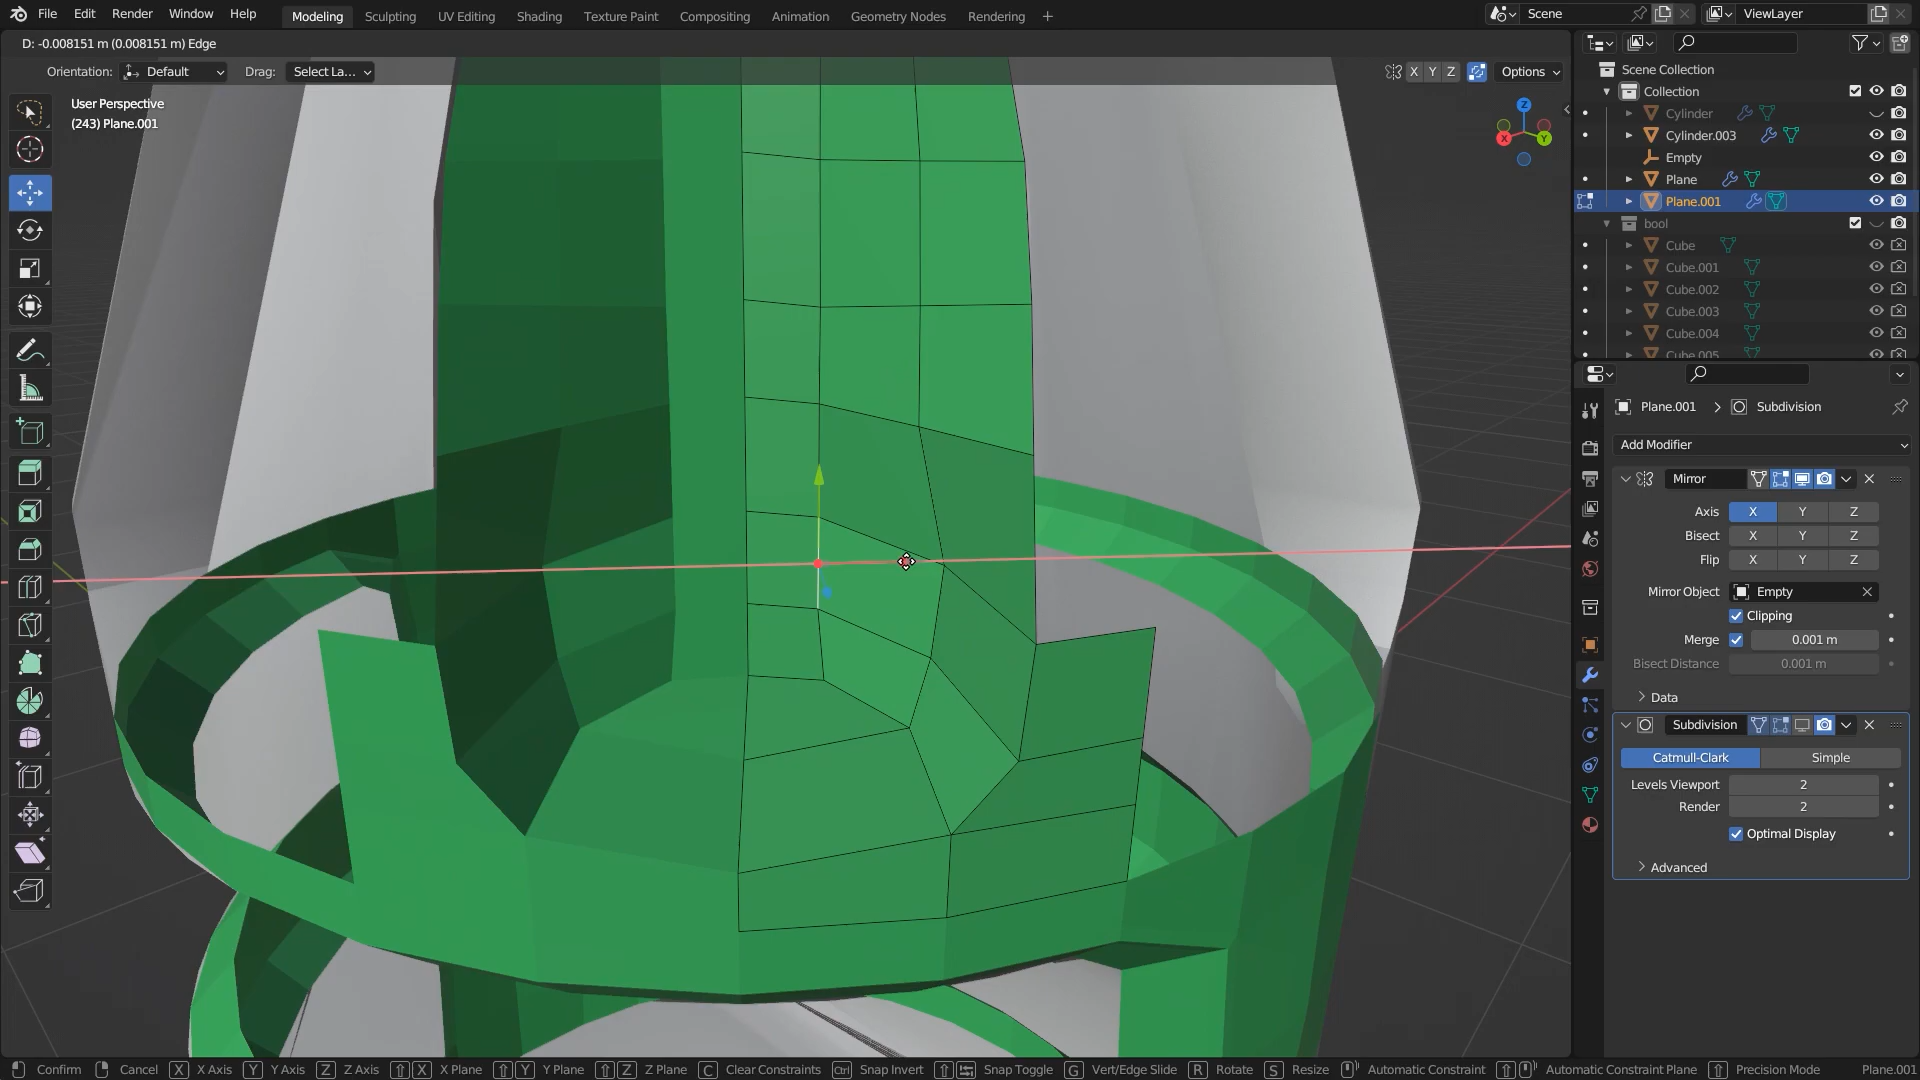 File Edit Render Window Help Modeling Sculpting UV Editing Shading Texture Paint Compositing Animation Geometry Nodes Rendering + Scene ViewLayer
D: -0.008151 m (0.008151 m) Edge
Orientation: Default Drag: Select La... X Y Z Options
User Perspective
(243) Plane.001
Z
X Y
Scene Collection
Collection
Cylinder
Cylinder.003
Empty
Plane
Plane.001
bool
Cube
Cube.001
Cube.002
Cube.003
Cube.004
Cube.005
Plane.001 > Subdivision
Add Modifier
Mirror
Axis X Y Z
Bisect X Y Z
Flip X Y Z
Mirror Object Empty
Clipping
Merge 0.001 m
Bisect Distance 0.001 m
Data
Subdivision
Catmull-Clark Simple
Levels Viewport 2
Render 2
Optimal Display
Advanced
Confirm Cancel X X Axis Y Y Axis Z Z Axis X X Plane Y Y Plane Z Z Plane C Clear Constraints Ctrl Snap Invert Snap Toggle G Vert/Edge Slide R Rotate S Resize Automatic Constraint Automatic Constraint Plane Precision Mode Plane.001